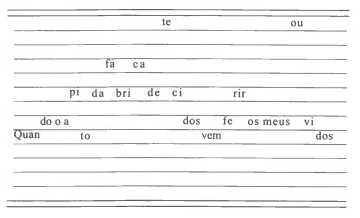 te ou
fà ca
pi da bri de ci rir
do o a dos fe os meus vi
Quan to vem dos